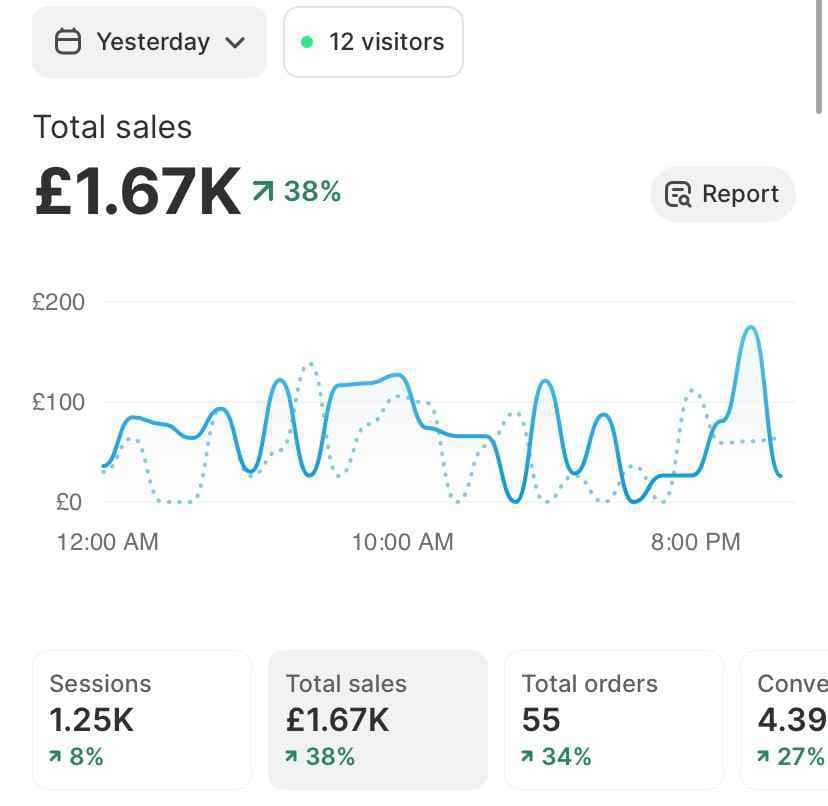 Yesterday
12 visitors
Total sales
£1.67K 38%
Report
£200
£100
£0
12:00 AM 10:00 AM 8:00 PM
Sessions
1.25K
8%
Total sales
£1.67K
38%
Total orders
55
34%
Conve
4.39
27%